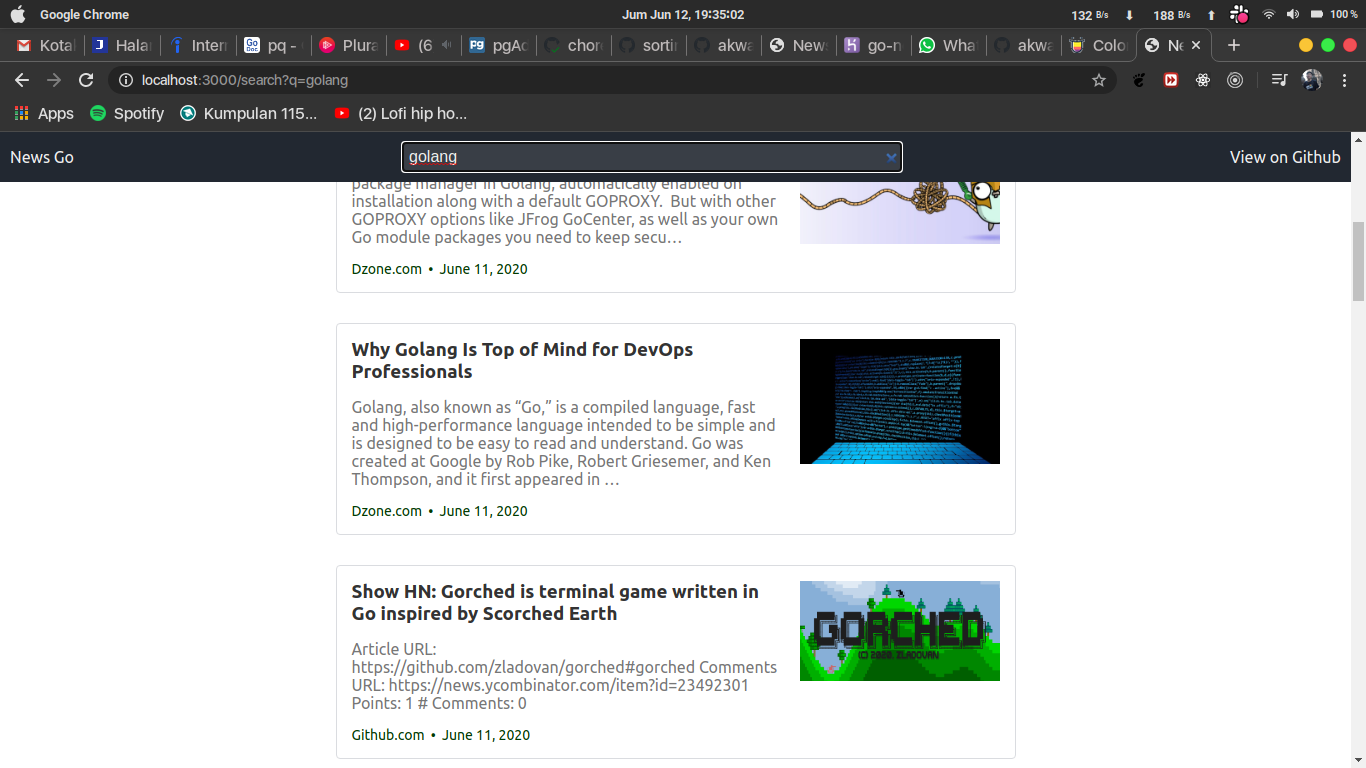 Google Chrome
Jum Jun 12, 19:35:02
132 B/s
188 B/s
100 %
Kotal
Halar
Interr
pq -
Plura
(6
pgAc
chor
sortir
akwa
News
go-n
What
akwa
Colo
Ne
localhost:3000/search?q=golang
Apps
Spotify
Kumpulan 115...
(2) Lofi hip ho...
News Go
golang
View on Github
package manager in Golang, automatically enabled on
installation along with a default GOPROXY. But with other
GOPROXY options like JFrog GoCenter, as well as your own
Go module packages you need to keep secu…
Dzone.com • June 11, 2020
Why Golang Is Top of Mind for DevOps
Professionals
Golang, also known as “Go,” is a compiled language, fast
and high-performance language intended to be simple and
is designed to be easy to read and understand. Go was
created at Google by Rob Pike, Robert Griesemer, and Ken
Thompson, and it first appeared in …
Dzone.com • June 11, 2020
Show HN: Gorched is terminal game written in
Go inspired by Scorched Earth
GORCHED
(C) 2020 ZLADOVAN
Article URL:
https://github.com/zladovan/gorched#gorched Comments
URL: https://news.ycombinator.com/item?id=23492301
Points: 1 # Comments: 0
Github.com • June 11, 2020